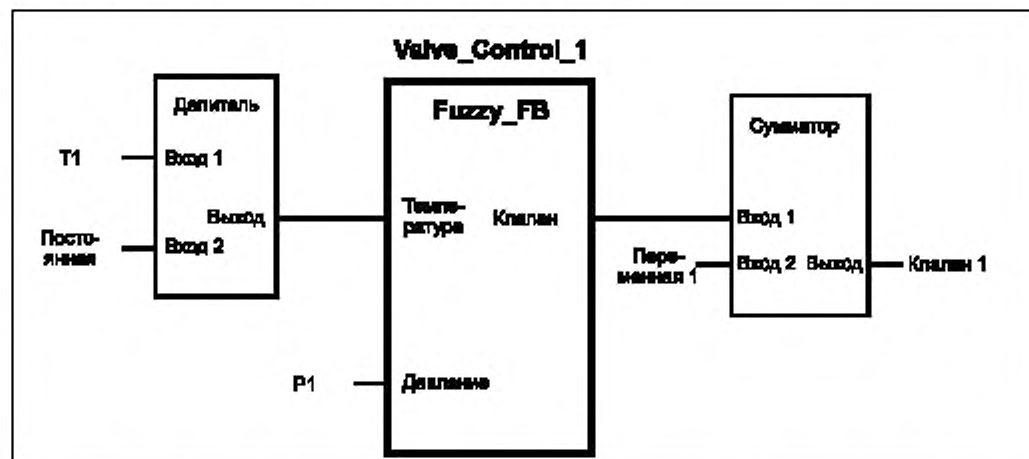 Valve_Control_1
Делитель
Fuzzy_FB
Сумматор
T1
Вход 1
Выход
Посто-
янная
Вход 2
Темпе-
ратура
Клапан
Вход 1
Пере-
менная 1
Вход 2
Выход
Клапан 1
P1
Давление